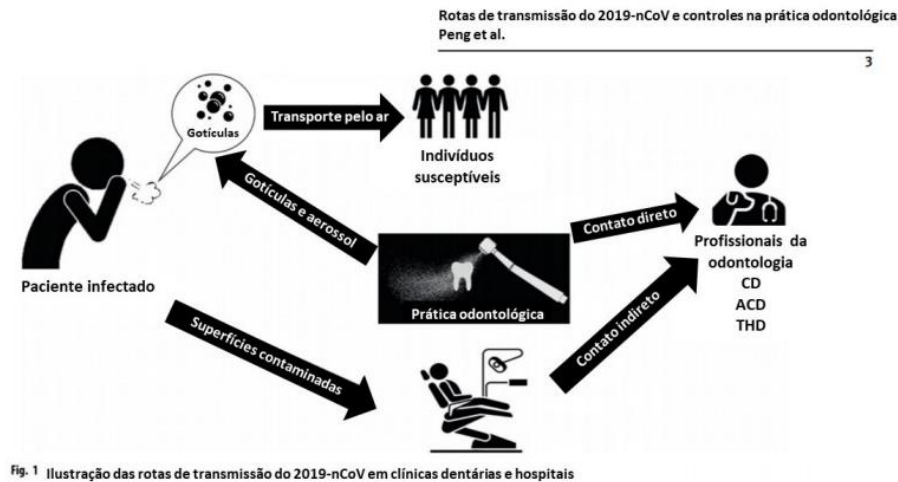 Rotas de transmissão do 2019-nCoV e controles na prática odontológica
Peng et al.
3
Gotículas
Transporte pelo ar
Indivíduos
susceptíveis
Gotículas e aerossol
Contato direto
Profissionais da
odontologia
CD
ACD
THD
Paciente infectado
Prática odontológica
Contato indireto
Superfícies contaminadas
Fig. 1 Ilustração das rotas de transmissão do 2019-nCoV em clínicas dentárias e hospitais